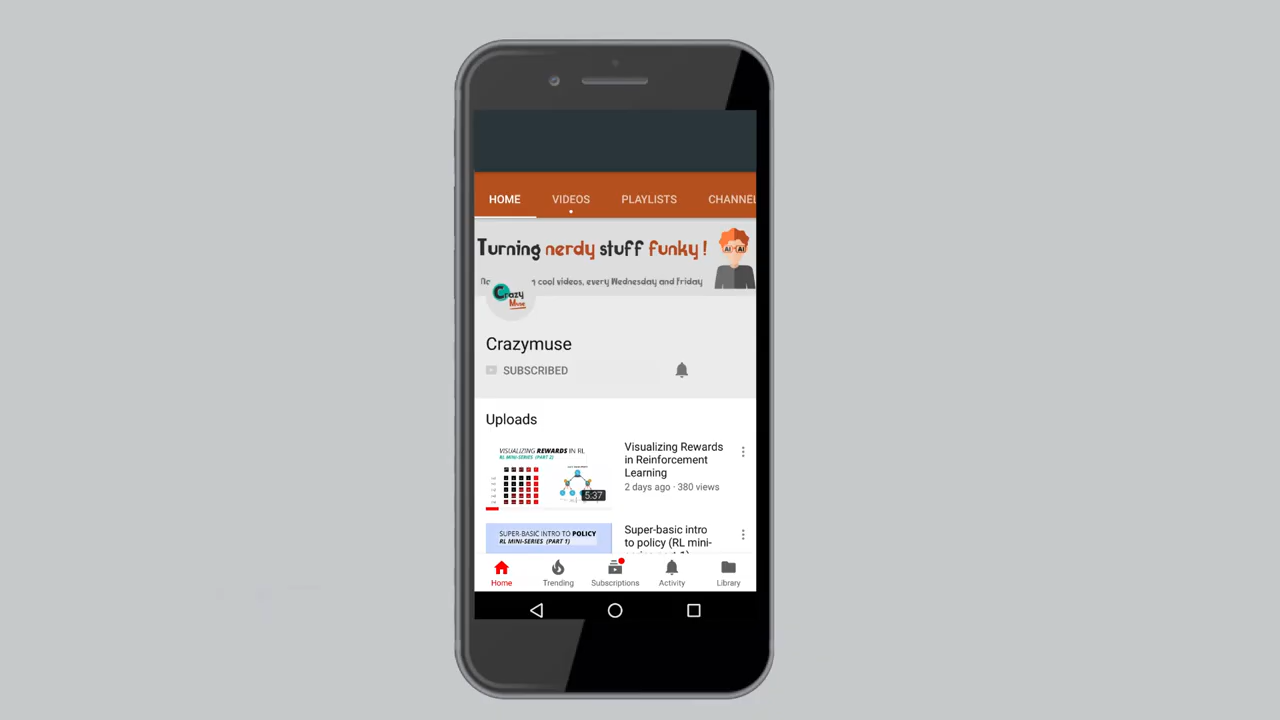 HOME VIDEOS PLAYLISTS CHANNEL
Turning nerdy stuff funky !
cool videos, every Wednesday and Friday
Crazy
Muse
Crazymuse
SUBSCRIBED
Uploads
VISUALIZING REWARDS IN RL
RL MINI-SERIES (PART 2)
5:37
Visualizing Rewards
in Reinforcement
Learning
2 days ago · 380 views
SUPER-BASIC INTRO TO POLICY
RL MINI-SERIES (PART 1)
Super-basic intro
to policy (RL mini-
Home Trending Subscriptions Activity Library